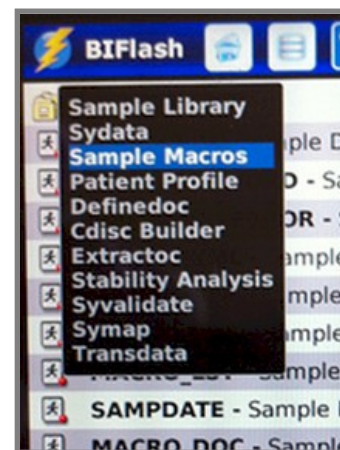 BIFlash
Sample Library
Sydata
Sample Macros
Patient Profile
Definedoc
Cdisc Builder
Extractoc
Stability Analysis
Syvalidate
Symap
Transdata
SAMPDATE - Sample
MACRO_DOC - Sample